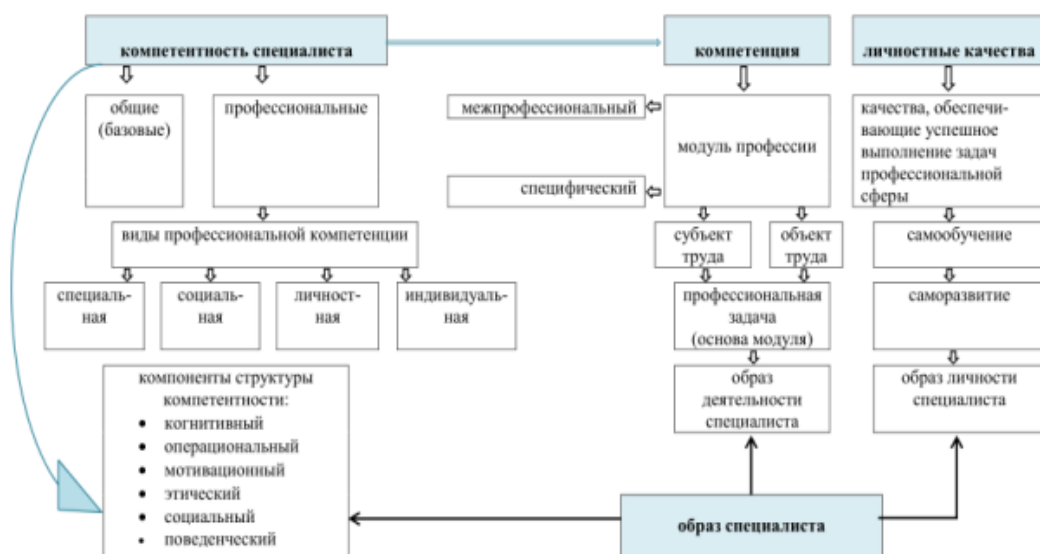 компетентность специалиста
компетенция
личностные качества
общие
(базовые)
профессиональные
межпрофессиональный
модуль профессии
специфический
качества, обеспечи-
вающие успешное
выполнение задач
профессиональной
сферы
виды профессиональной компетенции
субъект
труда
объект
труда
самообучение
специаль-
ная
социаль-
ная
личност-
ная
индивидуаль-
ная
профессиональная
задача
(основа модуля)
саморазвитие
компоненты структуры
компетентности:
• когнитивный
• операциональный
• мотивационный
• этический
• социальный
• поведенческий
образ
деятельности
специалиста
образ личности
специалиста
образ специалиста